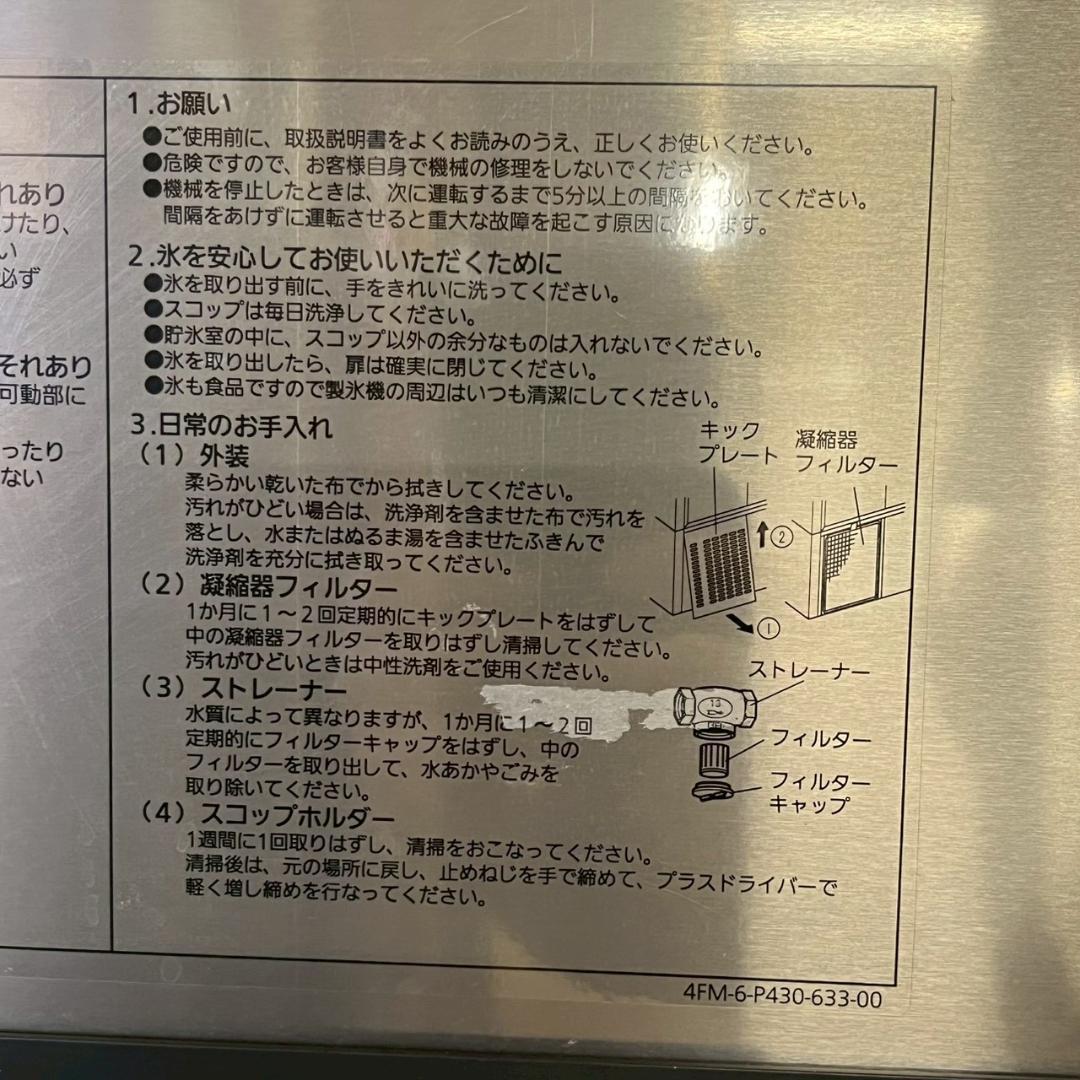 れあり
けたり、
い
必ず
それあり
可動部に
ったり
ない
1.お願い
●ご使用前に、取扱説明書をよくお読みのうえ、正しくお使いください。
●危険ですので、お客様自身で機械の修理をしないでください。
●機械を停止したときは、次に運転するまで5分以上の間隔をおいてください。
間隔をあけずに運転させると重大な故障を起こす原因になります。
2.氷を安心してお使いいただくために
●氷を取り出す前に、手をきれいに洗ってください。
●スコップは毎日洗浄してください。
●貯氷室の中に、スコップ以外の余分なものは入れないでください。
●氷を取り出したら、扉は確実に閉じてください。
●氷も食品ですので製氷機の周辺はいつも清潔にしてください。
3.日常のお手入れ
(1)外装
柔らかい乾いた布でから拭きしてください。
汚れがひどい場合は、洗浄剤を含ませた布で汚れを
落とし、水またはぬるま湯を含ませたふきんで
洗浄剤を充分に拭き取ってください。
(2)凝縮器フィルター
1か月に1～2回定期的にキックプレートをはずして
中の凝縮器フィルターを取りはずし清掃してください。
汚れがひどいときは中性洗剤をご使用ください。
(3)ストレーナー
水質によって異なりますが、1か月に1～2回
定期的にフィルターキャップをはずし、中の
フィルターを取り出して、水あかやごみを
取り除いてください。
(4)スコップホルダー
1週間に1回取りはずし、清掃をおこなってください。
清掃後は、元の場所に戻し、止めねじを手で締めて、プラスドライバーで
軽く増し締めを行なってください。
キック
プレート
凝縮器
フィルター
②
①
ストレーナー
13
フィルター
フィルター
キャップ
4FM-6-P430-633-00